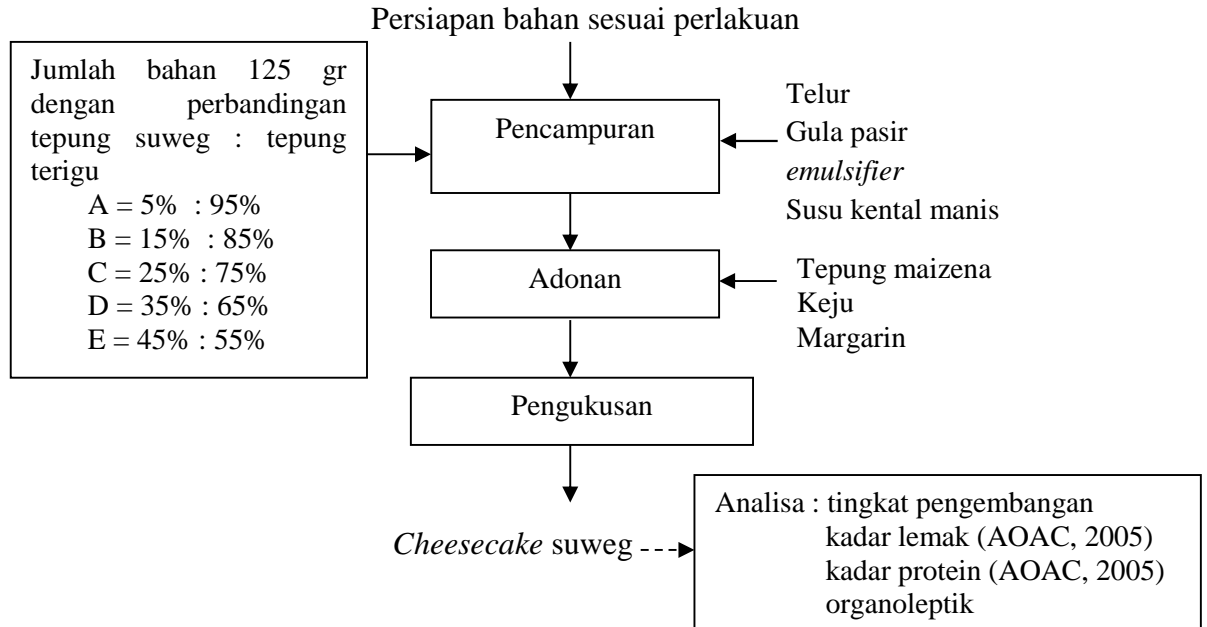 Persiapan bahan sesuai perlakuan
Jumlah bahan 125 gr
dengan perbandingan
tepung suweg : tepung
terigu
A = 5% : 95%
B = 15% : 85%
C = 25% : 75%
D = 35% : 65%
E = 45% : 55%
Pencampuran
Telur
Gula pasir
emulsifier
Susu kental manis
Adonan
Tepung maizena
Keju
Margarin
Pengukusan
Cheesecake suweg
Analisa : tingkat pengembangan
kadar lemak (AOAC, 2005)
kadar protein (AOAC, 2005)
organoleptik